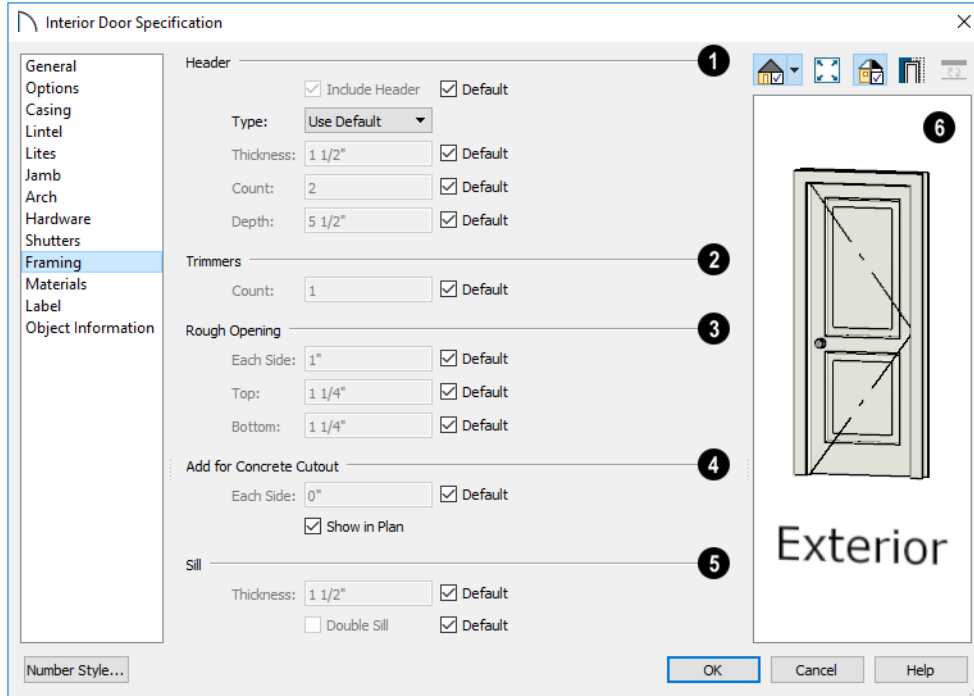 Interior Door Specification
General
Options
Casing
Lintel
Lites
Jamb
Arch
Hardware
Shutters
Framing
Materials
Label
Object Information
Header 1
Include Header Default
Type: Use Default
Thickness: 1 1/2" Default
Count: 2 Default
Depth: 5 1/2" Default
Trimmers 2
Count: 1 Default
Rough Opening 3
Each Side: 1" Default
Top: 1 1/4" Default
Bottom: 1 1/4" Default
Add for Concrete Cutout 4
Each Side: 0" Default
Show in Plan
Sill 5
Thickness: 1 1/2" Default
Double Sill Default
6
Exterior
Number Style... OK Cancel Help